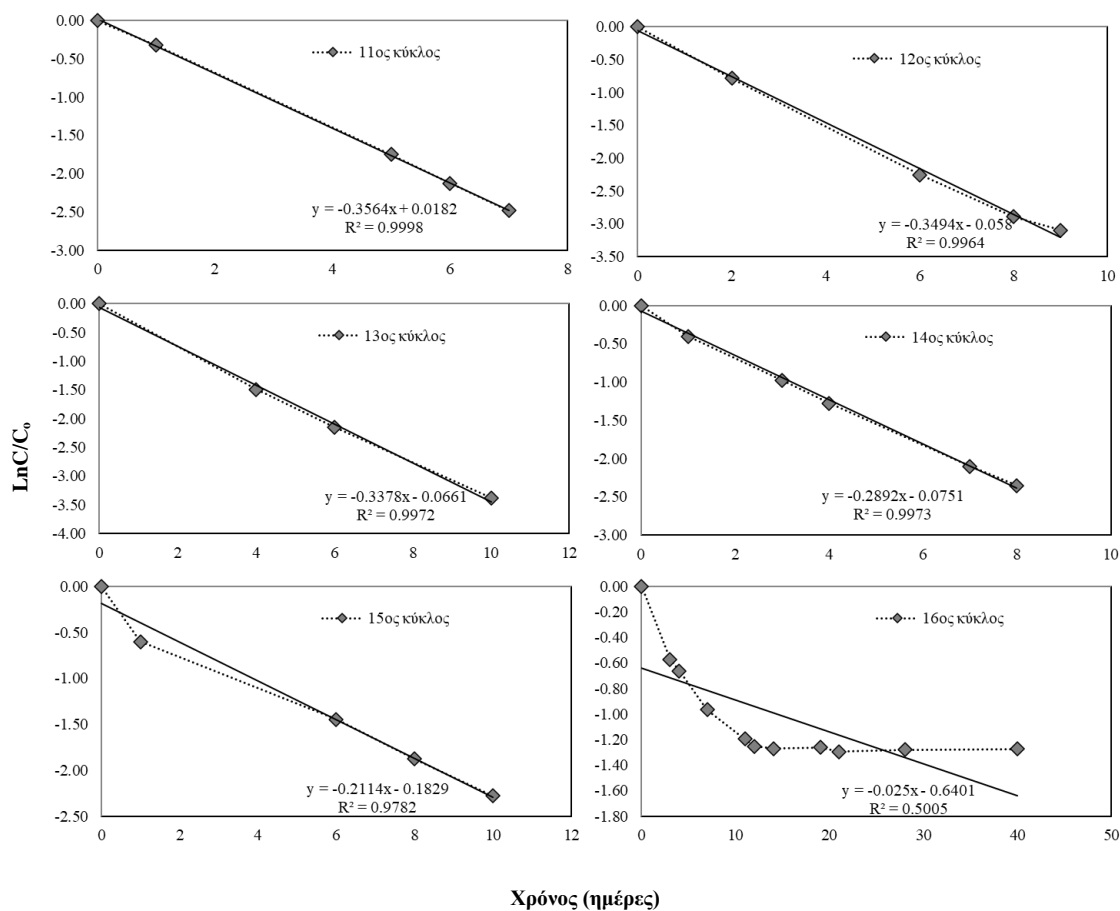 0.00
-0.50
-1.00
-1.50
-2.00
-2.50
-3.00
0 2 4 6 8
11ος κύκλος
y = -0.3564x + 0.0182
R² = 0.9998
0.00
-0.50
-1.00
-1.50
-2.00
-2.50
-3.00
-3.50
0 2 4 6 8 10
12ος κύκλος
y = -0.3494x - 0.058
R² = 0.9964
LnC/Cₒ
0.00
-0.50
-1.00
-1.50
-2.00
-2.50
-3.00
-3.50
-4.00
0 2 4 6 8 10 12
13ος κύκλος
y = -0.3378x - 0.0661
R² = 0.9972
0.00
-0.50
-1.00
-1.50
-2.00
-2.50
-3.00
0 2 4 6 8 10
14ος κύκλος
y = -0.2892x - 0.0751
R² = 0.9973
0.00
-0.50
-1.00
-1.50
-2.00
-2.50
0 2 4 6 8 10 12
15ος κύκλος
y = -0.2114x - 0.1829
R² = 0.9782
0.00
-0.20
-0.40
-0.60
-0.80
-1.00
-1.20
-1.40
-1.60
-1.80
0 10 20 30 40 50
16ος κύκλος
y = -0.025x - 0.6401
R² = 0.5005
Χρόνος (ημέρες)